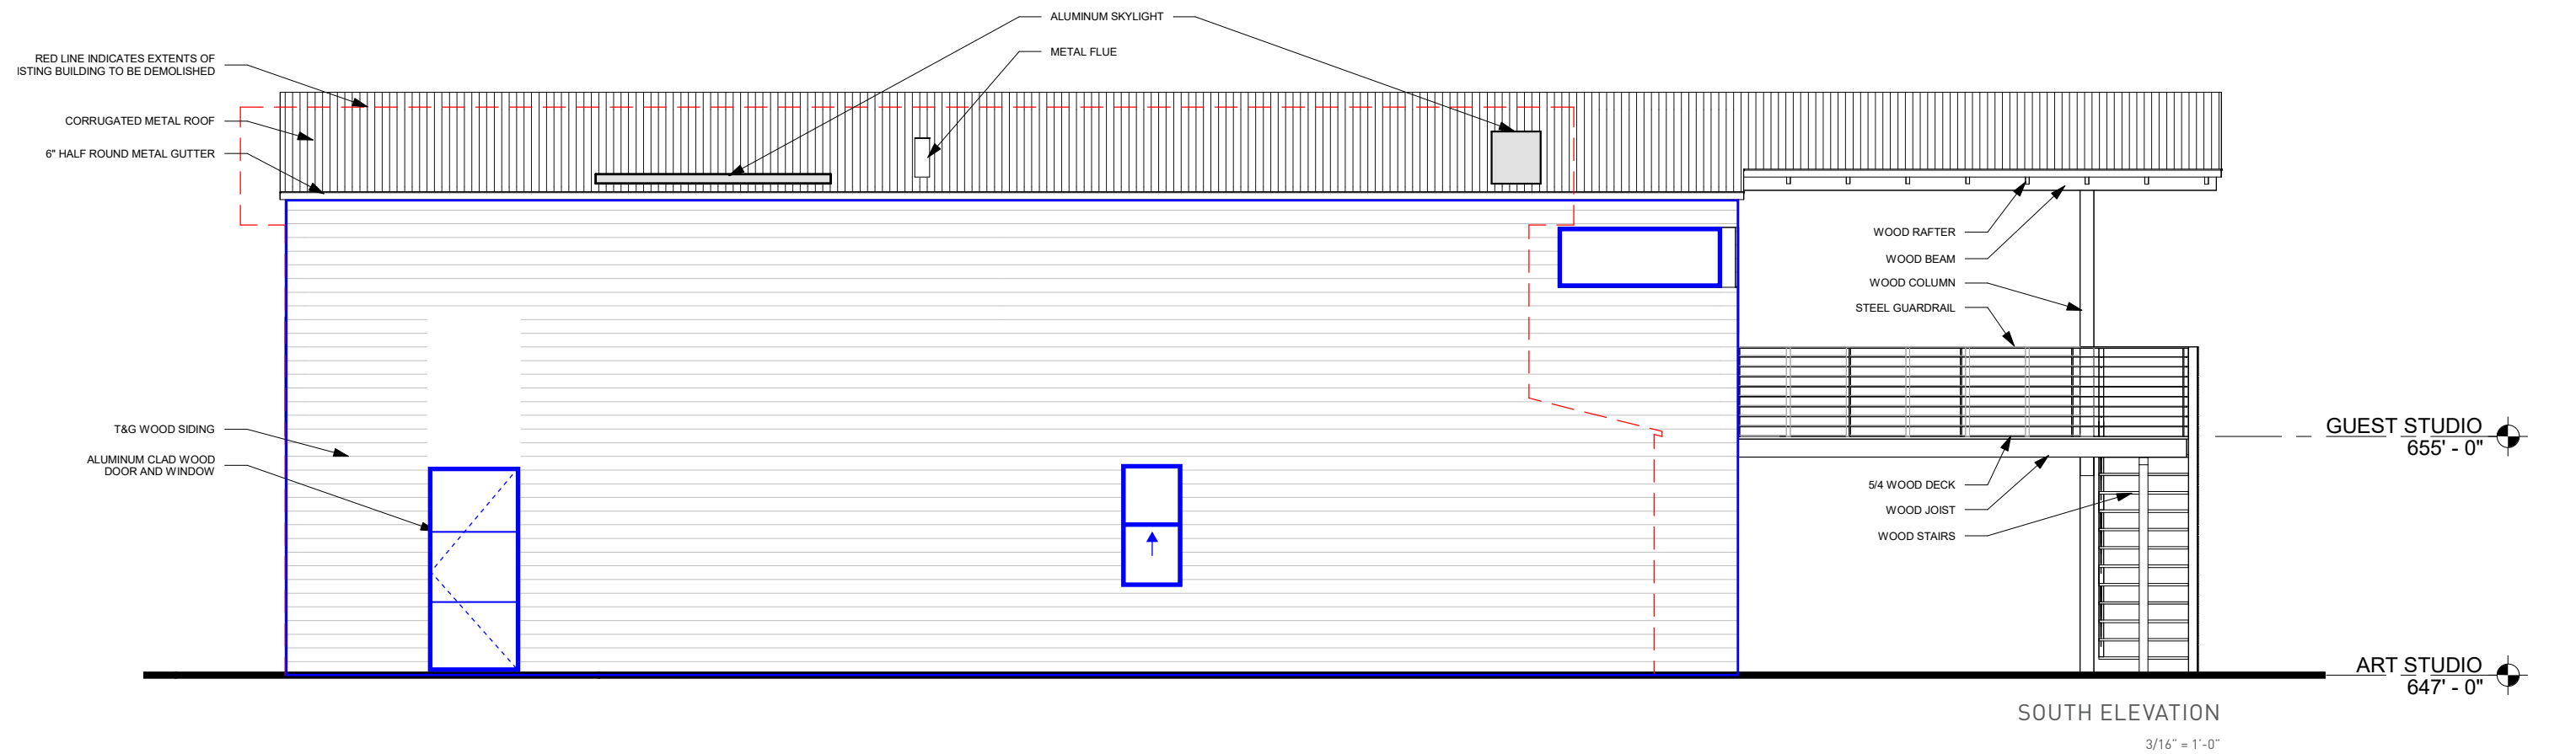 ALUMINUM SKYLIGHT
METAL FLUE
RED LINE INDICATES EXTENTS OF
ISTING BUILDING TO BE DEMOLISHED
CORRUGATED METAL ROOF
6" HALF ROUND METAL GUTTER
T&G WOOD SIDING
ALUMINUM CLAD WOOD
DOOR AND WINDOW
WOOD RAFTER
WOOD BEAM
WOOD COLUMN
STEEL GUARDRAIL
5/4 WOOD DECK
WOOD JOIST
WOOD STAIRS
GUEST STUDIO
655' - 0"
ART STUDIO
647' - 0"
SOUTH ELEVATION
3/16" = 1'-0"